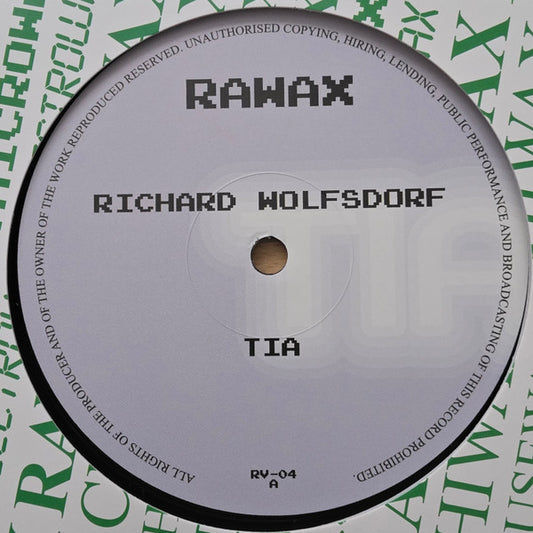 RAWAX
RICHARD WOLFSDORF
TIA
RV-04
A
ALL RIGHTS OF THE PRODUCER AND OF THE OWNER OF THE WORK REPRODUCED RESERVED. UNAUTHORISED COPYING, HIRING, LENDING, PUBLIC PERFORMANCE AND BROADCASTING OF THIS RECORD PROHIBITED.
TIA